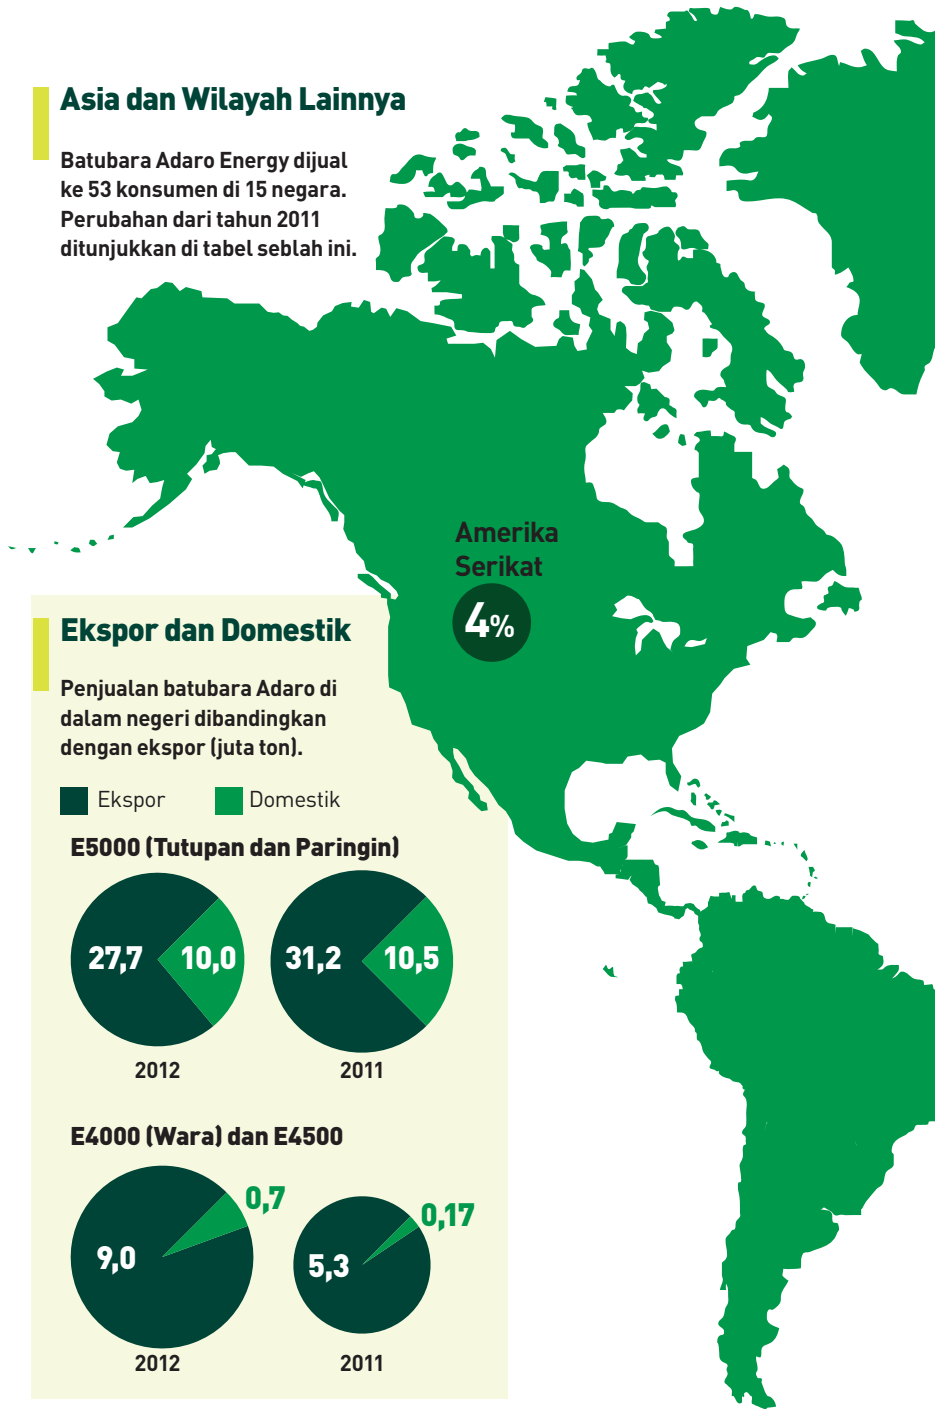 Asia dan Wilayah Lainnya
Batubara Adaro Energy dijual
ke 53 konsumen di 15 negara.
Perubahan dari tahun 2011
ditunjukkan di tabel seblah ini.
Amerika
Serikat
4%
Ekspor dan Domestik
Penjualan batubara Adaro di
dalam negeri dibandingkan
dengan ekspor (juta ton).
Ekspor
Domestik
E5000 (Tutupan dan Paringin)
27,7
10,0
31,2
10,5
2012
2011
E4000 (Wara) dan E4500
9,0
0,7
5,3
0,17
2012
2011